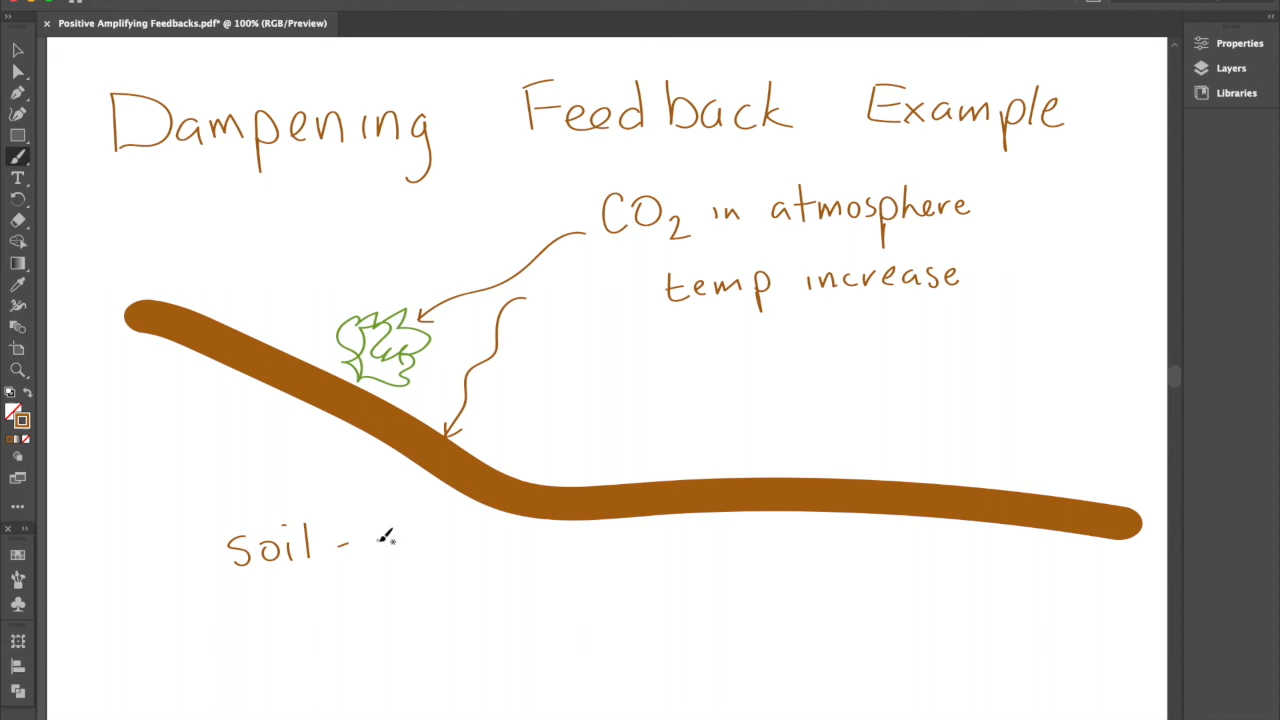 Positive Amplifying Feedbacks.pdf* @ 100% (RGB/Preview)
Properties
Layers
Libraries
Dampening Feedback Example
CO2 in atmosphere
temp increase
soil -